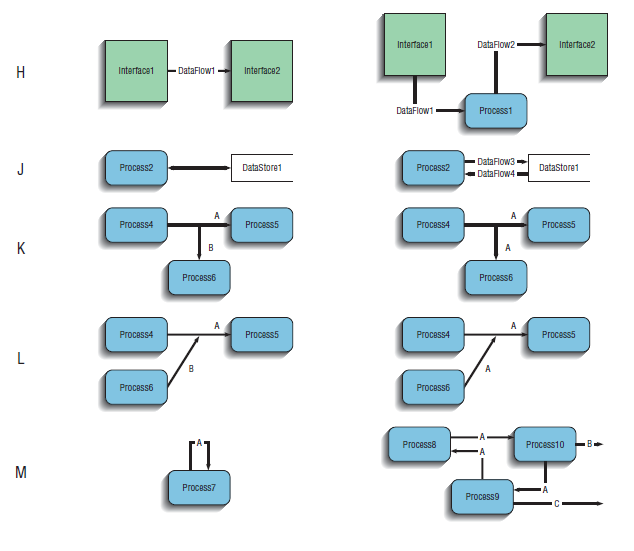 H
Interface1
DataFlow1
Interface2
Interface1
DataFlow2
Interface2
DataFlow1
Process1
J
Process2
DataStore1
Process2
DataFlow3
DataFlow4
DataStore1
K
Process4
A
Process5
B
Process6
Process4
A
Process5
A
Process6
L
Process4
A
Process5
Process6
B
Process4
A
Process5
Process6
A
M
A
Process7
Process8
A
A
Process10
B
Process9
A
C